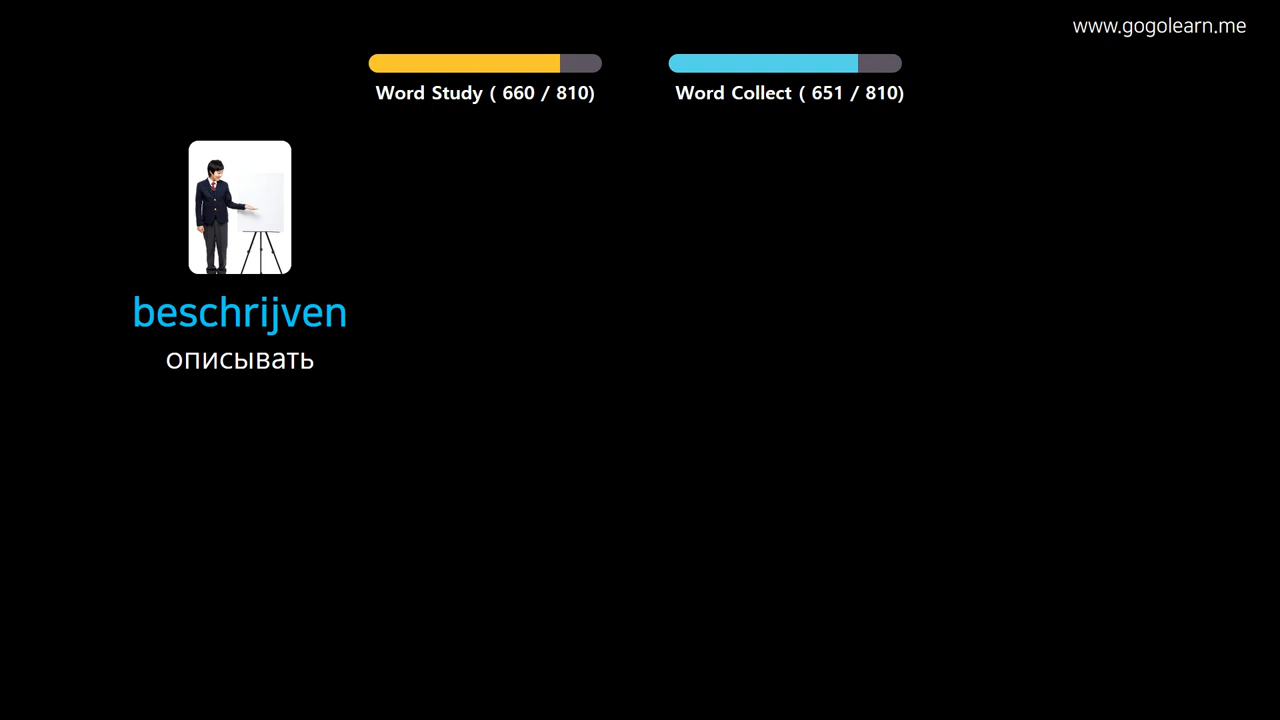 www.gogolearn.me
Word Study ( 660 / 810)
Word Collect ( 651 / 810)
beschrijven
описывать